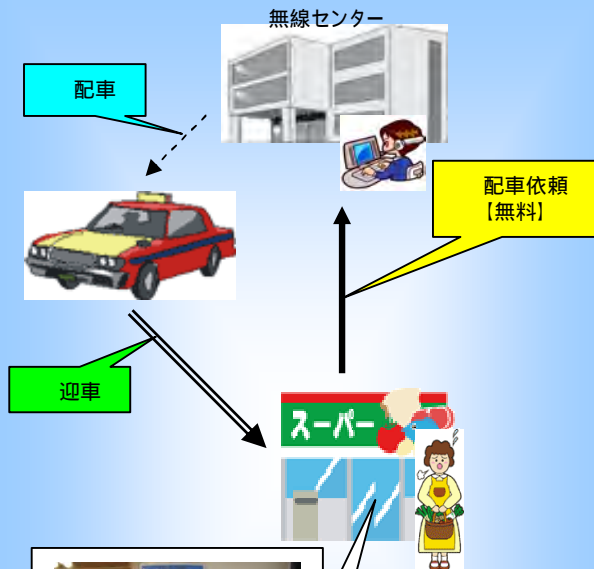 無線センター
配車
配車依頼
【無料】
迎車
スーパー